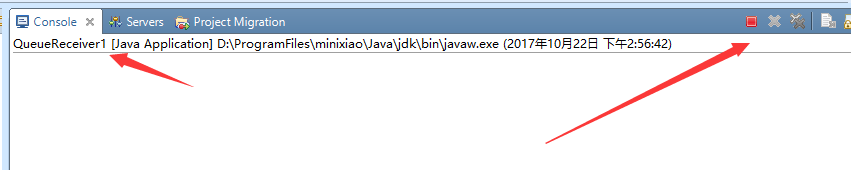 Console Servers Project Migration
QueueReceiver1 [Java Application] D:\ProgramFiles\minixiao\Java\jdk\bin\javaw.exe (2017年10月22日 下午2:56:42)